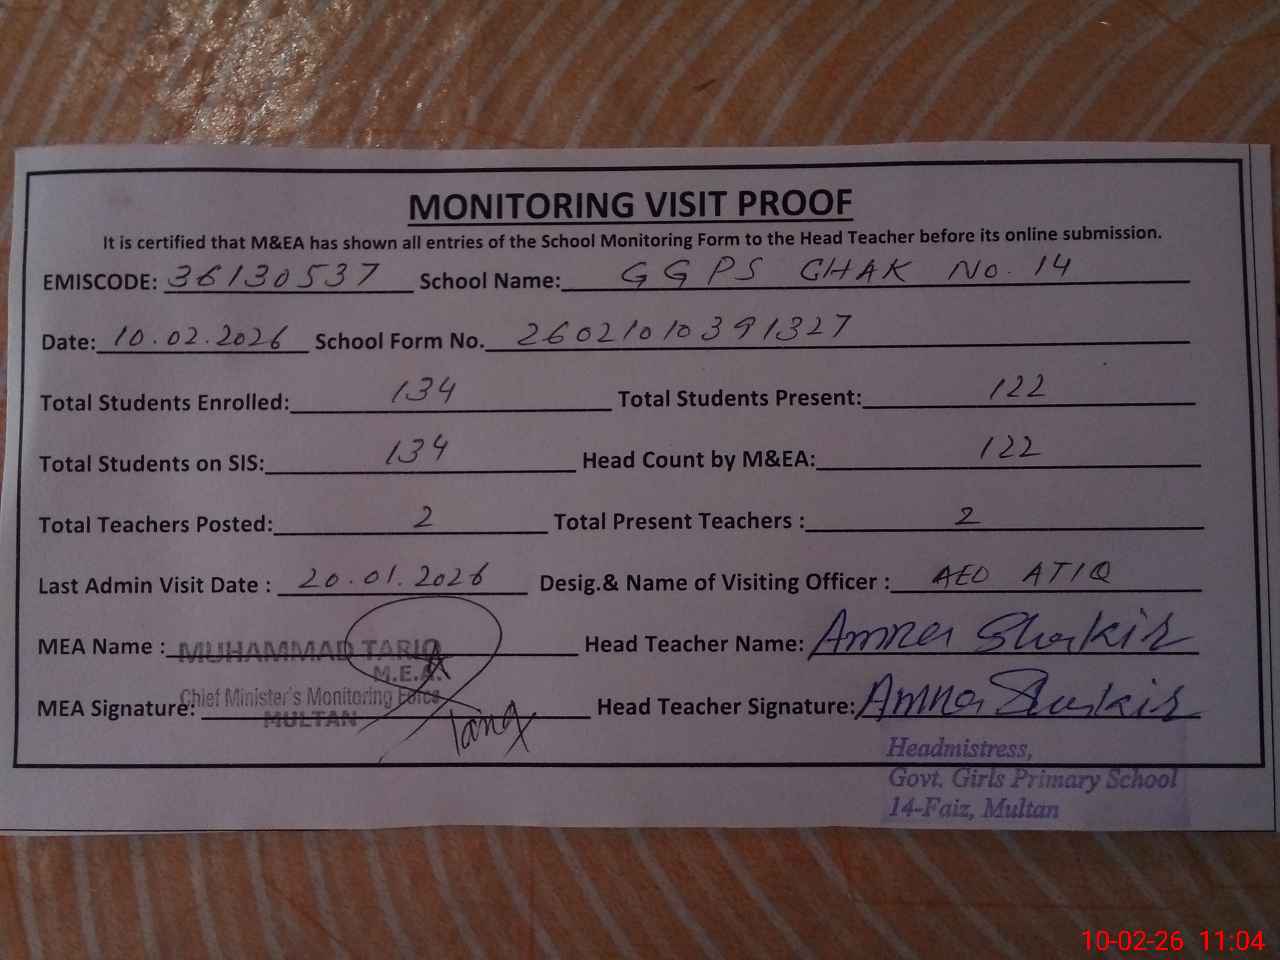 MONITORING VISIT PROOF
It is certified that M&EA has shown all entries of the School Monitoring Form to the Head Teacher before its online submission.
EMISCODE: 36130537 School Name: GGPS CHAK No. 14
Date: 10.02.2026 School Form No. 26021010391327
Total Students Enrolled: 134 Total Students Present: 122
Total Students on SIS: 134 Head Count by M&EA: 122
Total Teachers Posted: 2 Total Present Teachers : 2
Last Admin Visit Date : 20.01.2026 Desig.& Name of Visiting Officer : AEO ATIQ
MEA Name : MUHAMMAD TARIQ Head Teacher Name: Amna Shakir
M.E.A.
Chief Minister's Monitoring Force
MEA Signature: Tariq Head Teacher Signature: Amna Shakir
MULTAN
Headmistress,
Govt. Girls Primary School
14-Faiz, Multan
10-02-26 11:04